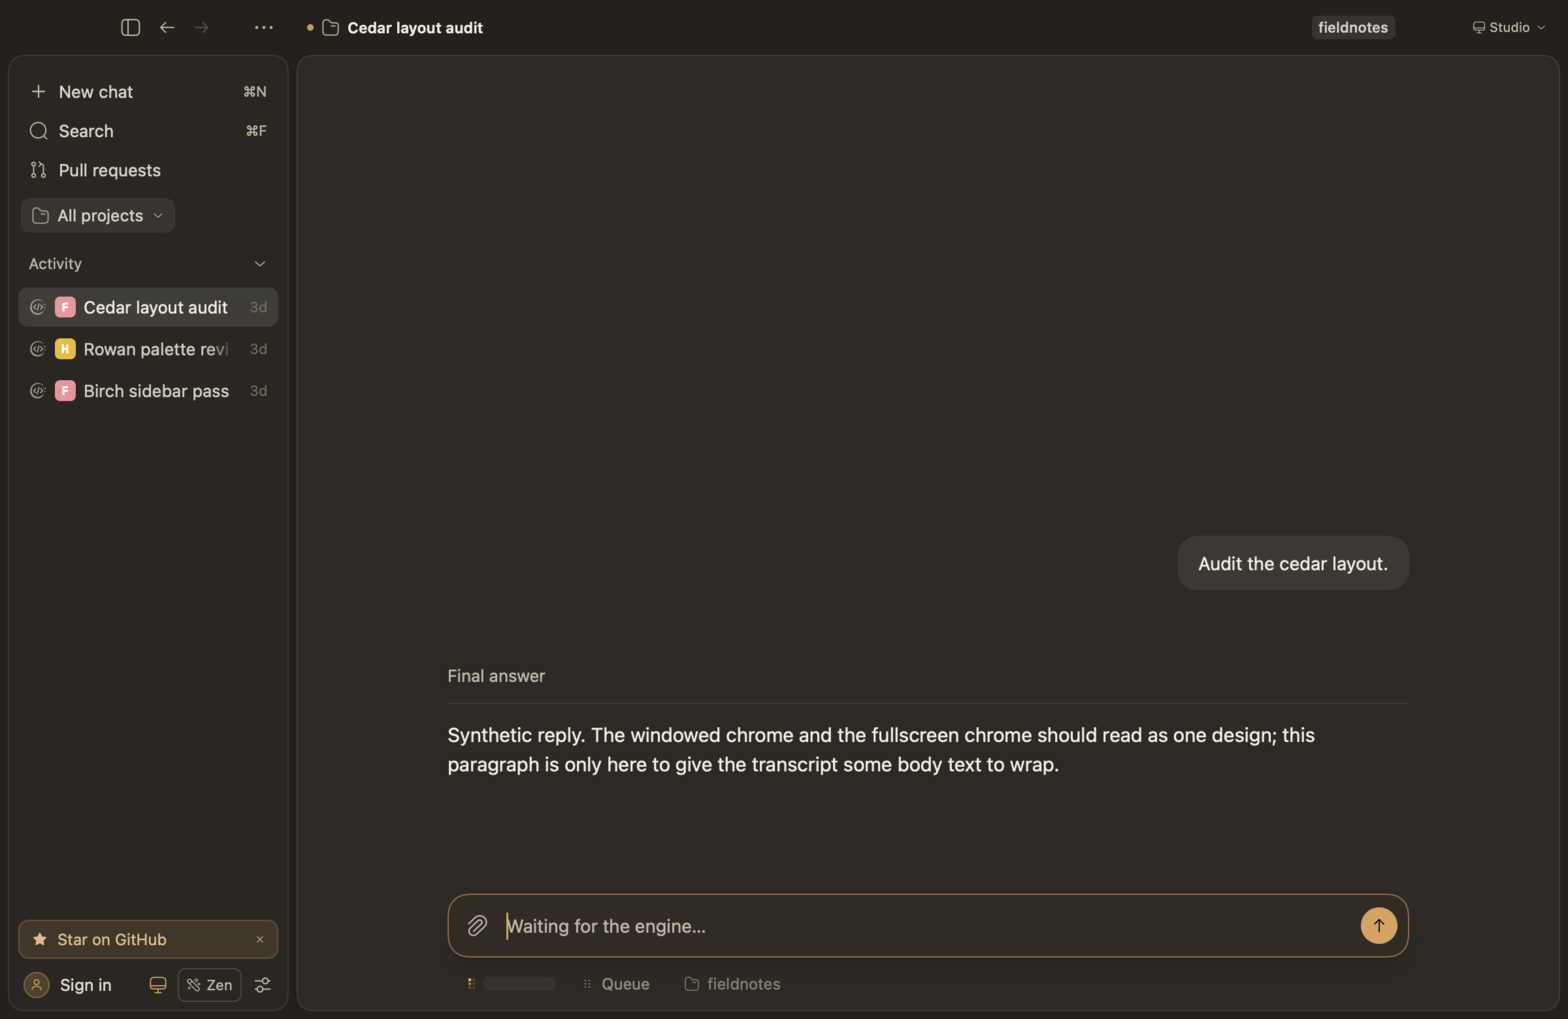 Cedar layout audit
fieldnotes
Studio
New chat ⌘N
Search ⌘F
Pull requests
All projects
Activity
F Cedar layout audit 3d
H Rowan palette revi 3d
F Birch sidebar pass 3d
Audit the cedar layout.
Final answer
Synthetic reply. The windowed chrome and the fullscreen chrome should read as one design; this
paragraph is only here to give the transcript some body text to wrap.
Waiting for the engine...
Queue
fieldnotes
Star on GitHub ×
Sign in
Zen